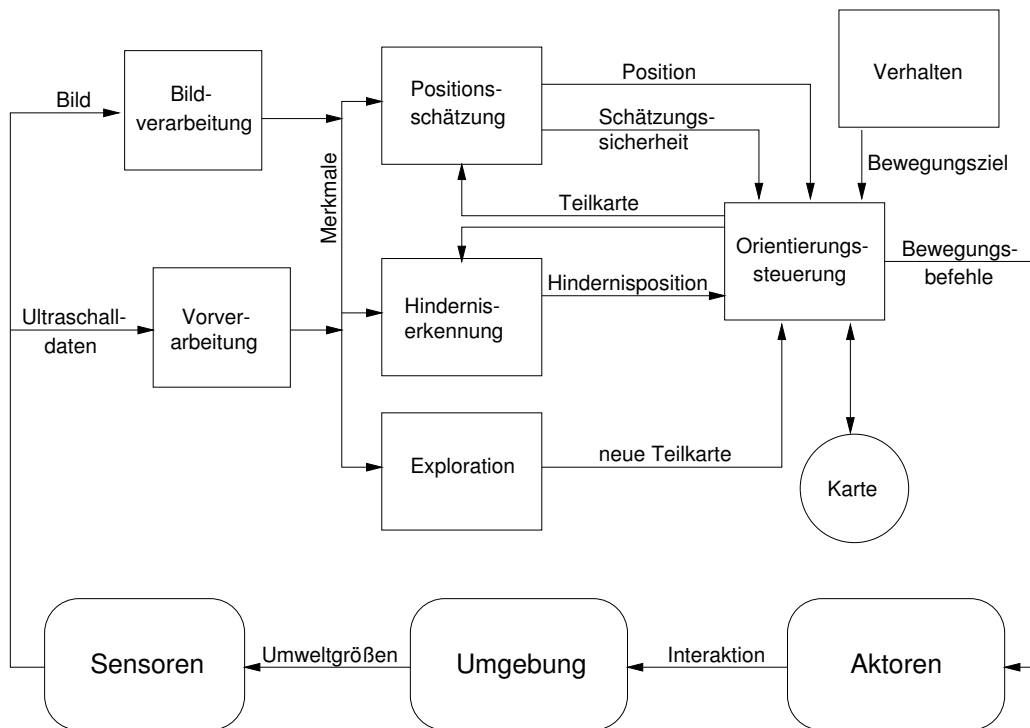 Bild
Bild-
verarbeitung
Positions-
schätzung
Position
Schätzungs-
sicherheit
Verhalten
Bewegungsziel
Merkmale
Teilkarte
Orientierungs-
steuerung
Bewegungs-
befehle
Ultraschall-
daten
Vorver-
arbeitung
Hindernis-
erkennung
Hindernisposition
Exploration
neue Teilkarte
Karte
Sensoren
Umweltgrößen
Umgebung
Interaktion
Aktoren